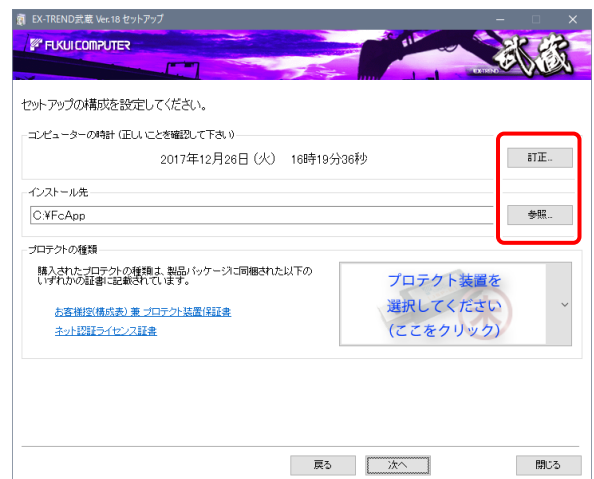 EX-TREND武蔵 Ver.18 セットアップ
FUKUI COMPUTER
EX-TREND 武蔵
セットアップの構成を設定してください。
コンピューターの時計 (正しいことを確認して下さい)
2017年12月26日 (火) 16時19分36秒
訂正...
インストール先
C:¥FcApp
参照...
プロテクトの種類
購入されたプロテクトの種類は、製品パッケージに同梱された以下の
いずれかの証書に記載されています。
お客様控(構成表) 兼 プロテクト装置保証書
ネット認証ライセンス証書
プロテクト装置を
選択してください
(ここをクリック)
戻る
次へ
閉じる